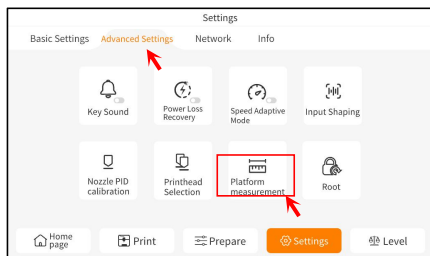 Settings
Basic Settings Advanced Settings Network Info
Key Sound
Power Loss
Recovery
Speed Adaptive
Mode
Input Shaping
Nozzle PID
calibration
Printhead
Selection
Platform
measurement
Root
Home
page
Print
Prepare
Settings
Level